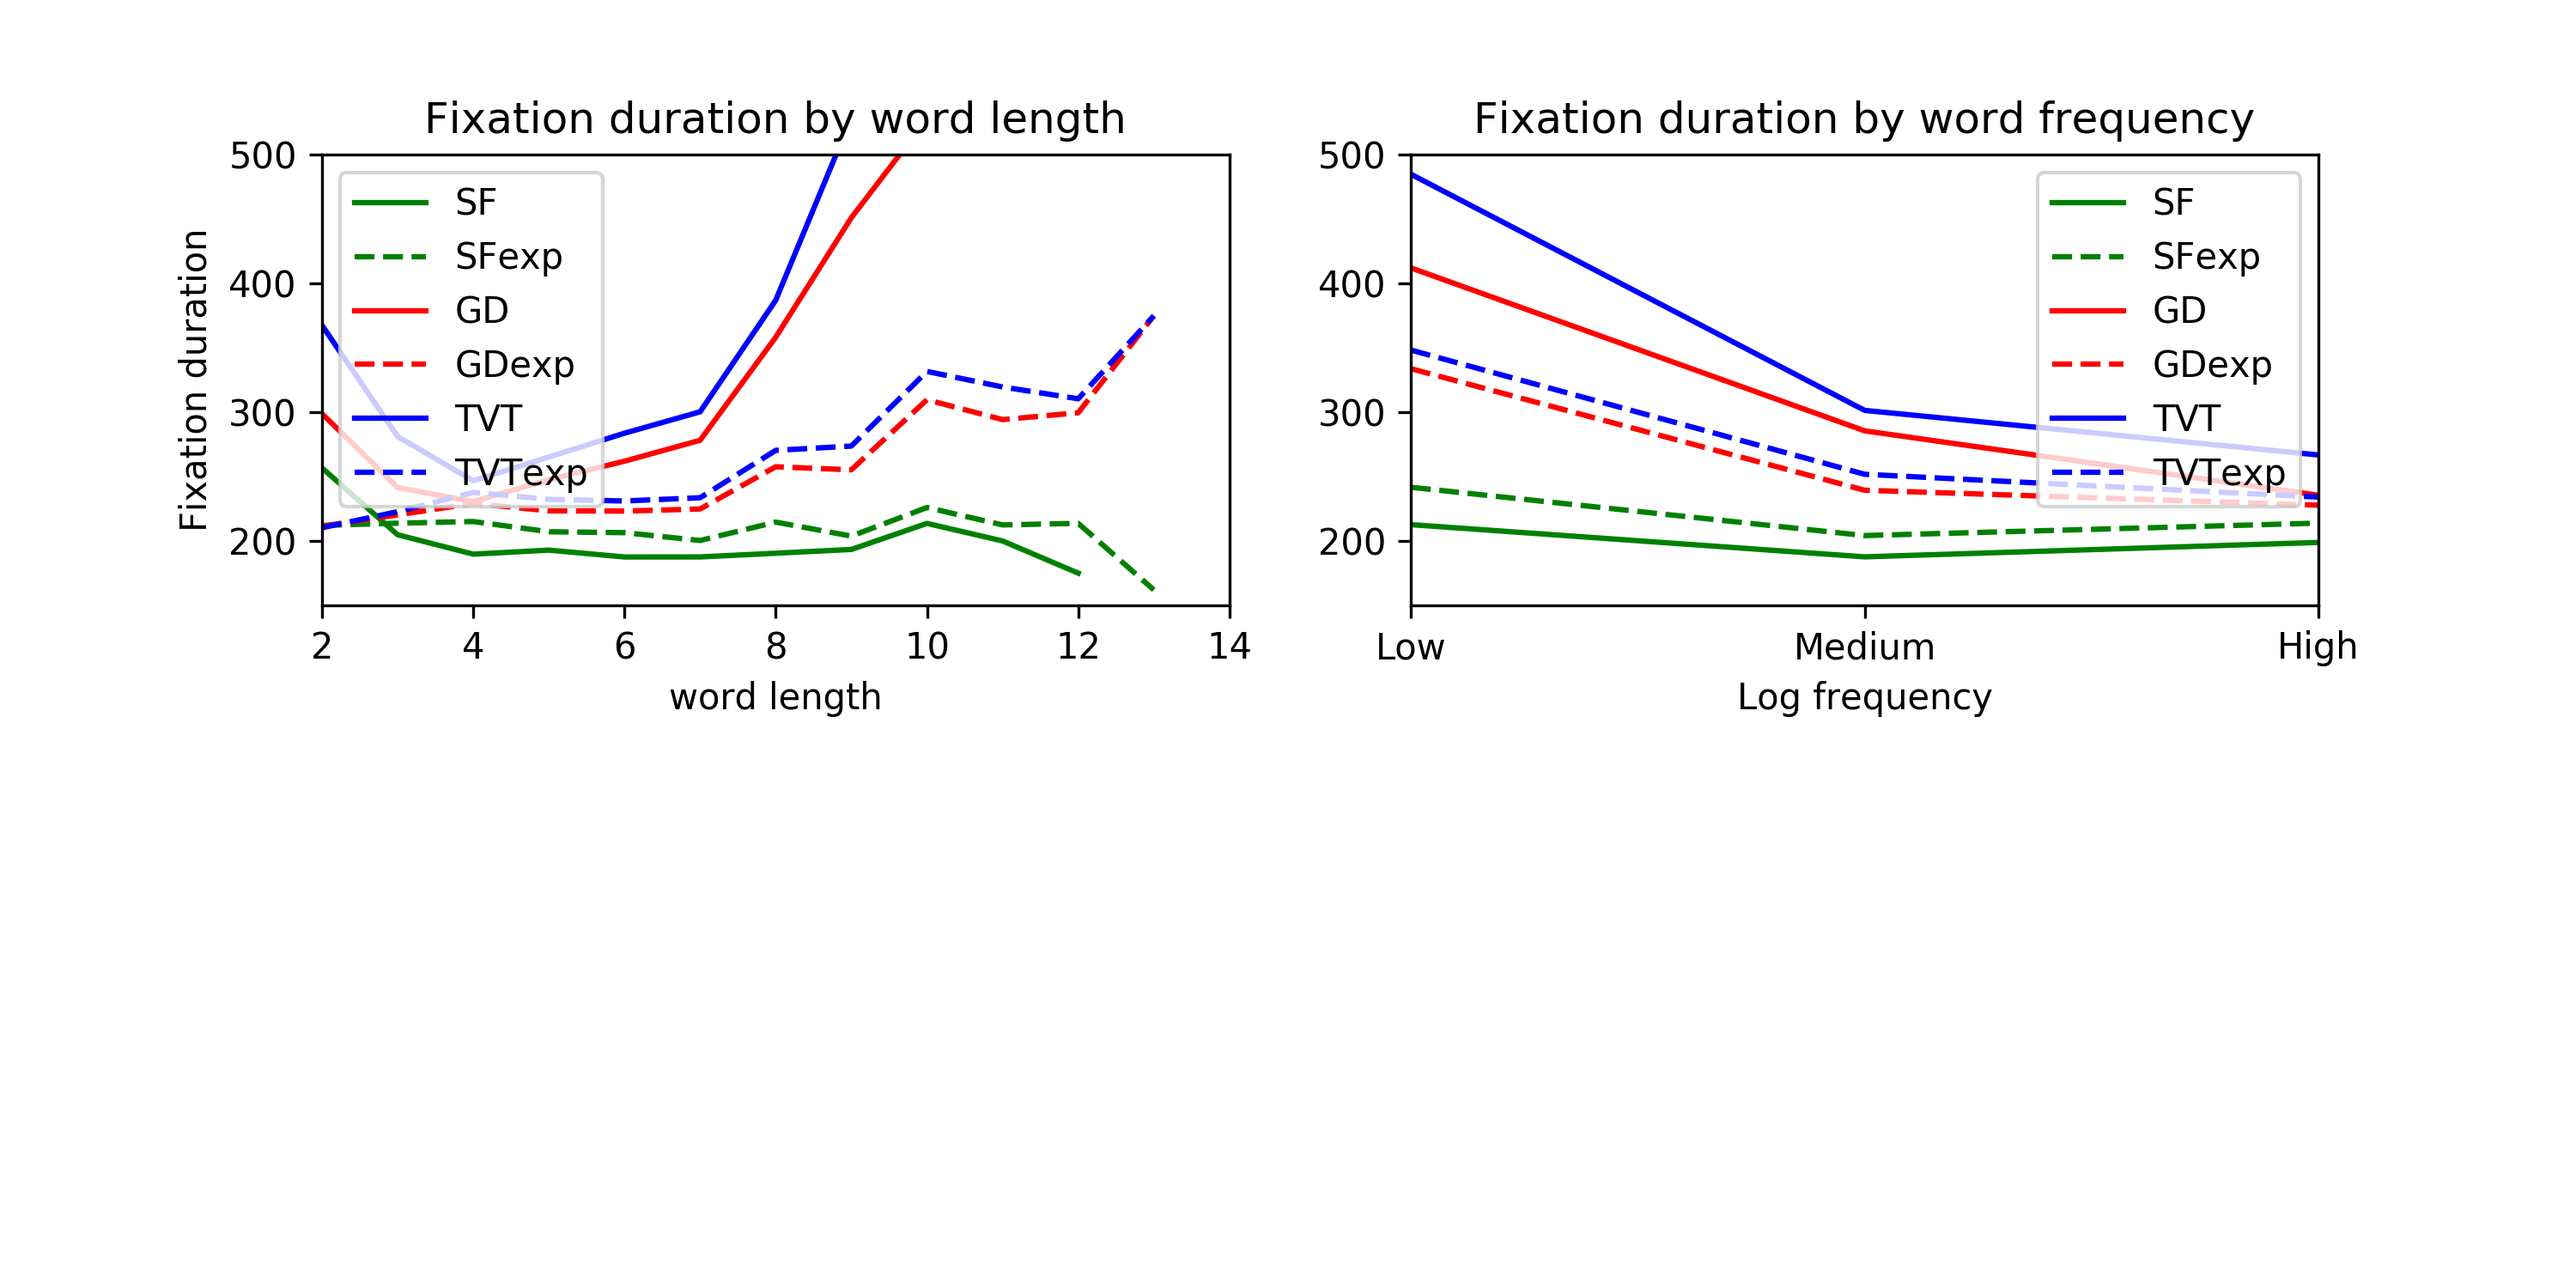 Fixation duration by word length
Fixation duration
500
400
300
200
SF
SFexp
GD
GDexp
TVT
TVTexp
2 4 6 8 10 12 14
word length
Fixation duration by word frequency
500
400
300
200
SF
SFexp
GD
GDexp
TVT
TVTexp
Low Medium High
Log frequency